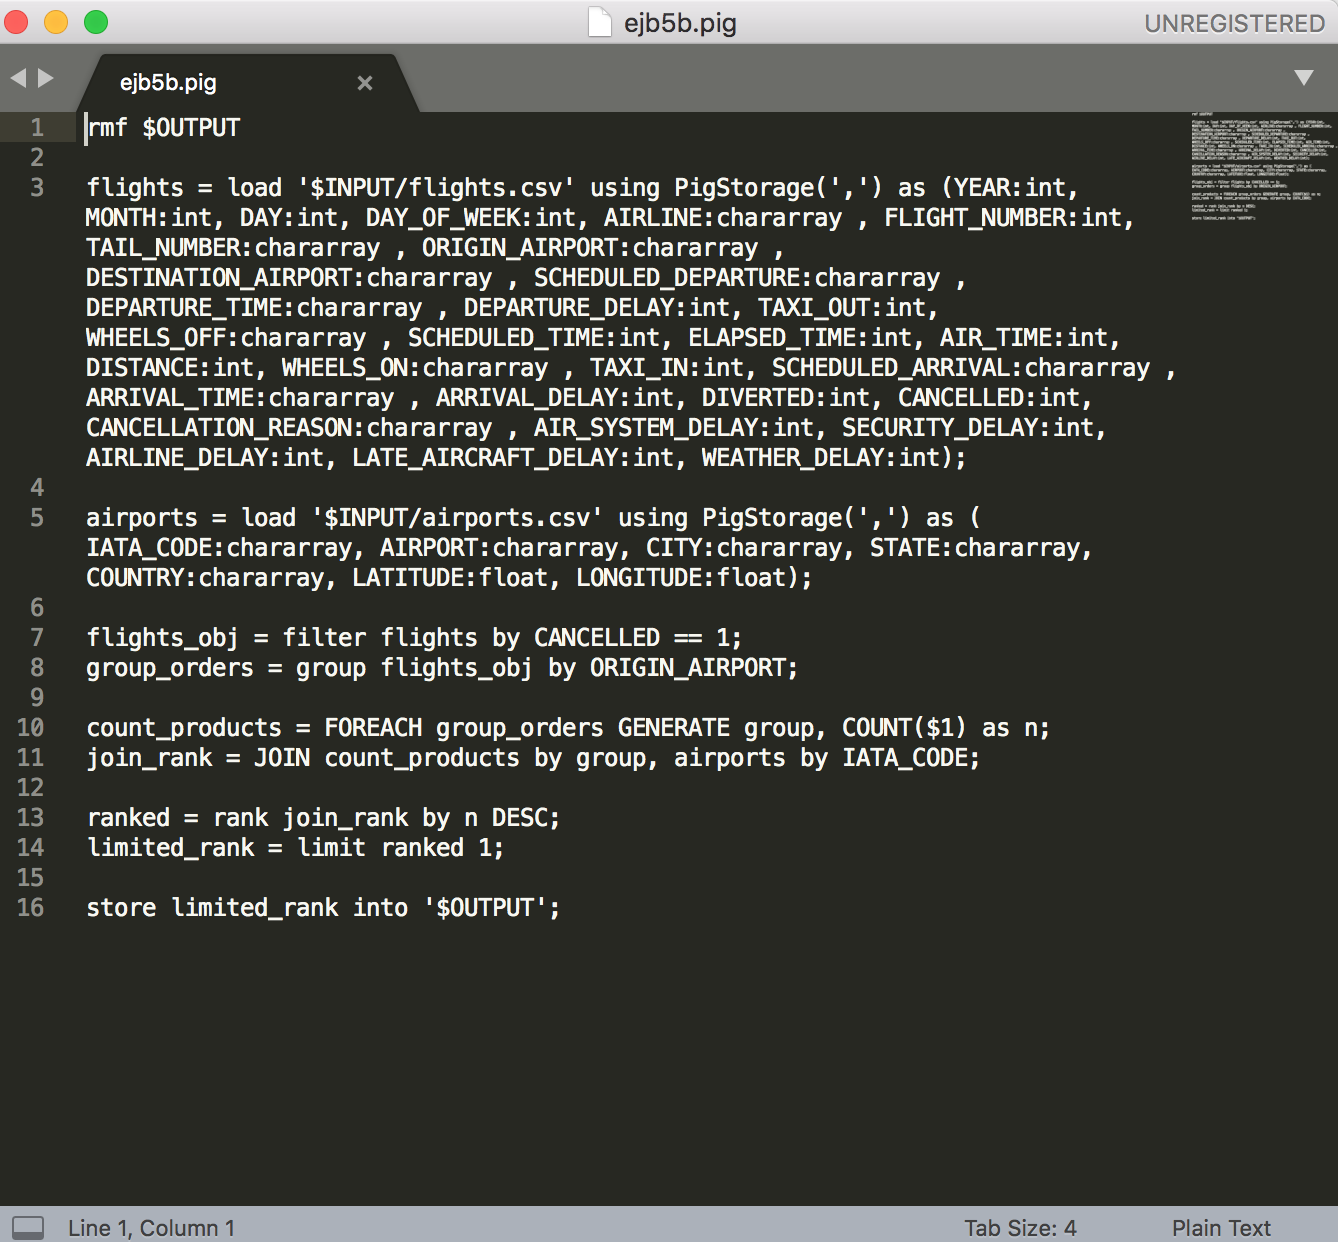 ejb5b.pig
UNREGISTERED
ejb5b.pig
1 rmf $OUTPUT
2
3 flights = load '$INPUT/flights.csv' using PigStorage(',') as (YEAR:int,
MONTH:int, DAY:int, DAY_OF_WEEK:int, AIRLINE:chararray , FLIGHT_NUMBER:int,
TAIL_NUMBER:chararray , ORIGIN_AIRPORT:chararray ,
DESTINATION_AIRPORT:chararray , SCHEDULED_DEPARTURE:chararray ,
DEPARTURE_TIME:chararray , DEPARTURE_DELAY:int, TAXI_OUT:int,
WHEELS_OFF:chararray , SCHEDULED_TIME:int, ELAPSED_TIME:int, AIR_TIME:int,
DISTANCE:int, WHEELS_ON:chararray , TAXI_IN:int, SCHEDULED_ARRIVAL:chararray ,
ARRIVAL_TIME:chararray , ARRIVAL_DELAY:int, DIVERTED:int, CANCELLED:int,
CANCELLATION_REASON:chararray , AIR_SYSTEM_DELAY:int, SECURITY_DELAY:int,
AIRLINE_DELAY:int, LATE_AIRCRAFT_DELAY:int, WEATHER_DELAY:int);
4
5 airports = load '$INPUT/airports.csv' using PigStorage(',') as (
IATA_CODE:chararray, AIRPORT:chararray, CITY:chararray, STATE:chararray,
COUNTRY:chararray, LATITUDE:float, LONGITUDE:float);
6
7 flights_obj = filter flights by CANCELLED == 1;
8 group_orders = group flights_obj by ORIGIN_AIRPORT;
9
10 count_products = FOREACH group_orders GENERATE group, COUNT($1) as n;
11 join_rank = JOIN count_products by group, airports by IATA_CODE;
12
13 ranked = rank join_rank by n DESC;
14 limited_rank = limit ranked 1;
15
16 store limited_rank into '$OUTPUT';
Line 1, Column 1
Tab Size: 4
Plain Text